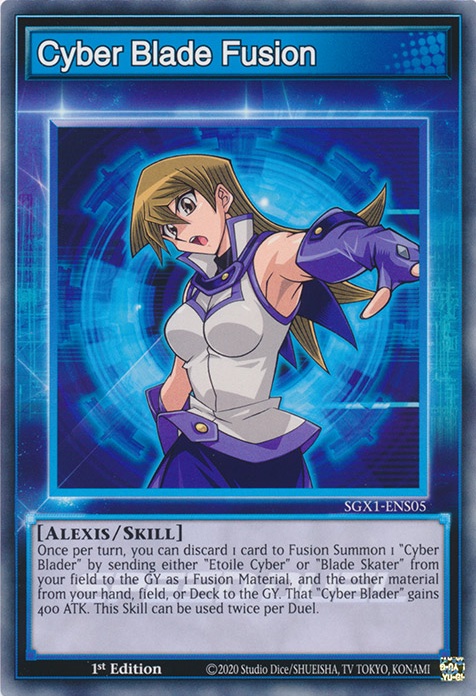 Cyber Blade Fusion
SGX1-ENS05
[ALEXIS/SKILL]
Once per turn, you can discard 1 card to Fusion Summon 1 "Cyber
Blader" by sending either "Etoile Cyber" or "Blade Skater" from
your field to the GY as 1 Fusion Material, and the other material
from your hand, field, or Deck to the GY. That "Cyber Blader" gains
400 ATK. This Skill can be used twice per Duel.
1st Edition
©2020 Studio Dice/SHUEISHA, TV TOKYO, KONAMI